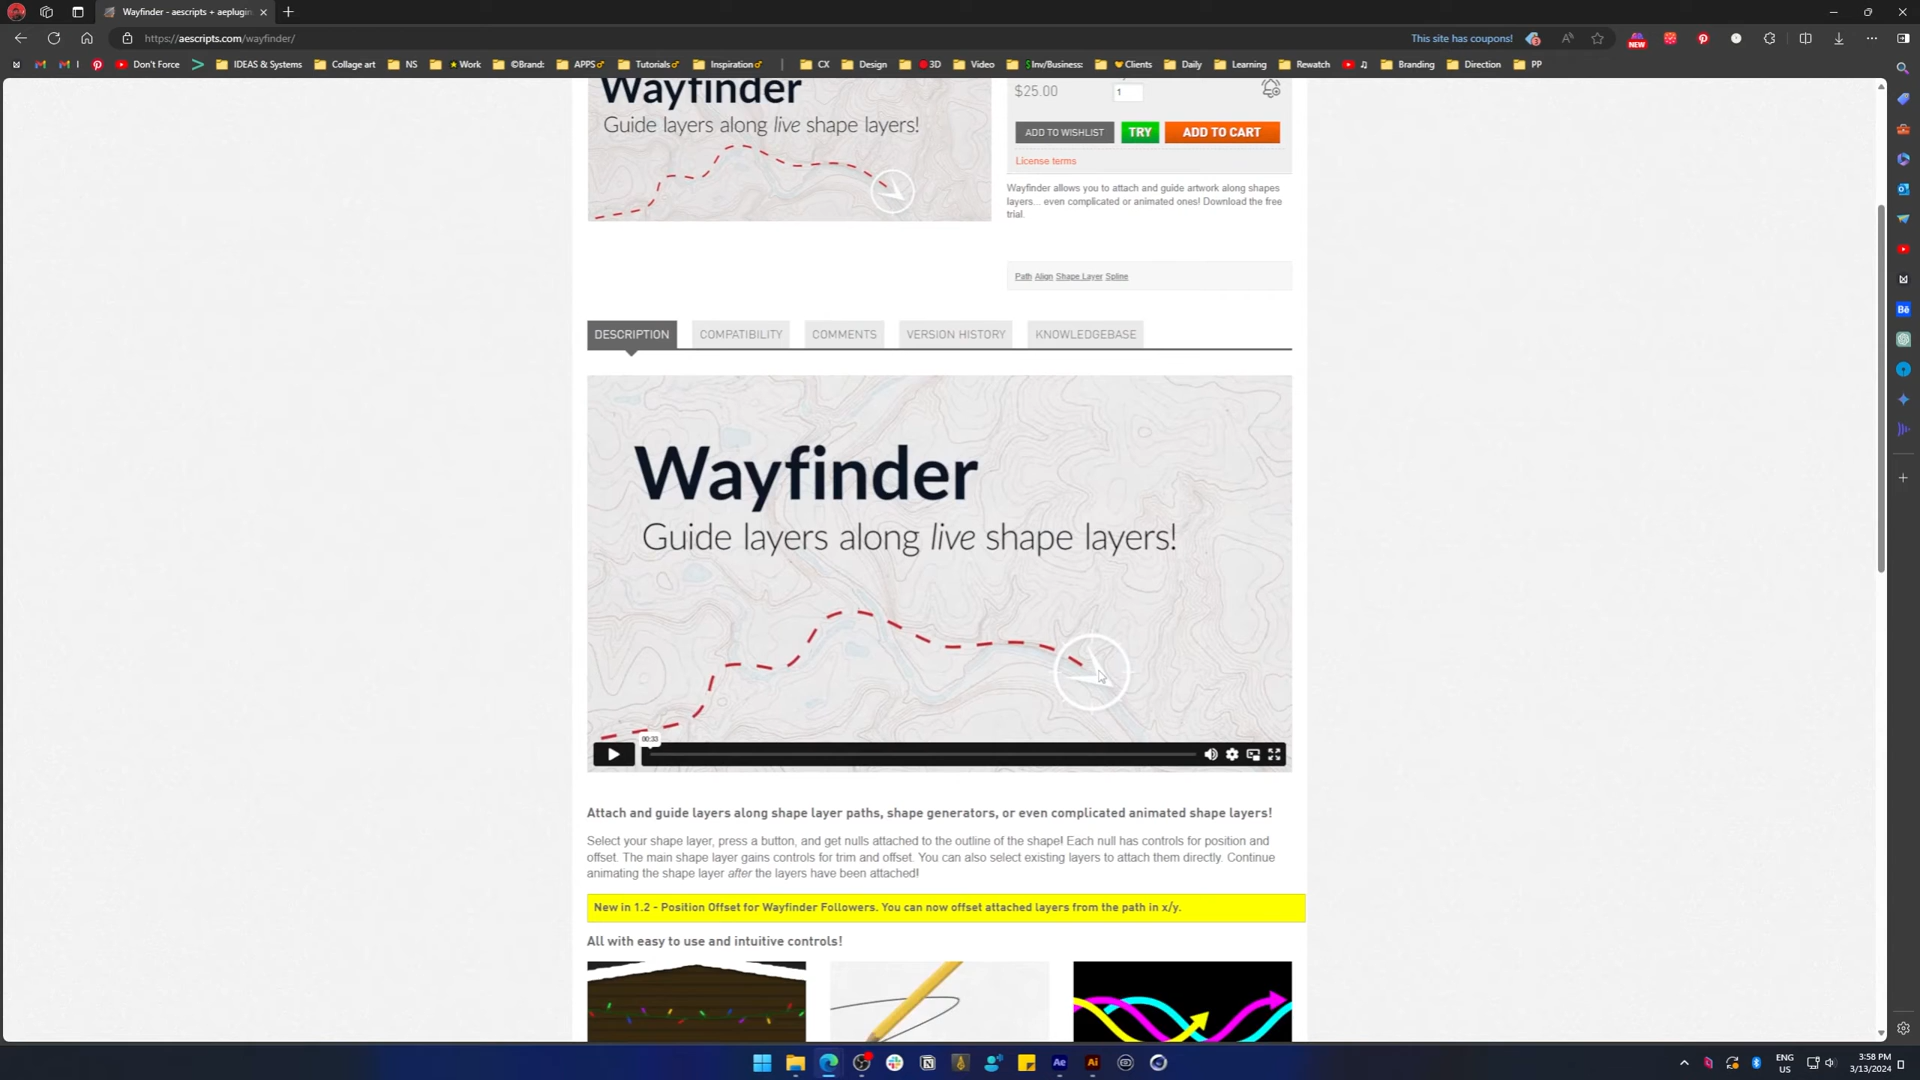 Wayfinder - aescripts + aeplugin
https://aescripts.com/wayfinder/
This site has coupons!
NEW
Don't Force
IDEAS & Systems
Collage art
NS
Work
©Brand:
APPS
Tutorials
Inspiration
|
CX
Design
3D
Video
$Inv/Business:
Clients
Daily
Learning
Rewatch
Branding
Direction
PP
Wayfinder
Guide layers along live shape layers!
$25.00
1
ADD TO WISHLIST
TRY
ADD TO CART
License terms
Wayfinder allows you to attach and guide artwork along shapes
layers... even complicated or animated ones! Download the free
trial.
Path Align Shape Layer Spline
DESCRIPTION
COMPATIBILITY
COMMENTS
VERSION HISTORY
KNOWLEDGEBASE
Wayfinder
Guide layers along live shape layers!
00:33
Attach and guide layers along shape layer paths, shape generators, or even complicated animated shape layers!
Select your shape layer, press a button, and get nulls attached to the outline of the shape! Each null has controls for position and
offset. The main shape layer gains controls for trim and offset. You can also select existing layers to attach them directly. Continue
animating the shape layer after the layers have been attached!
New in 1.2 - Position Offset for Wayfinder Followers. You can now offset attached layers from the path in x/y.
All with easy to use and intuitive controls!
Bē
Ae
Ai
ENG
US
3:58 PM
3/13/2024